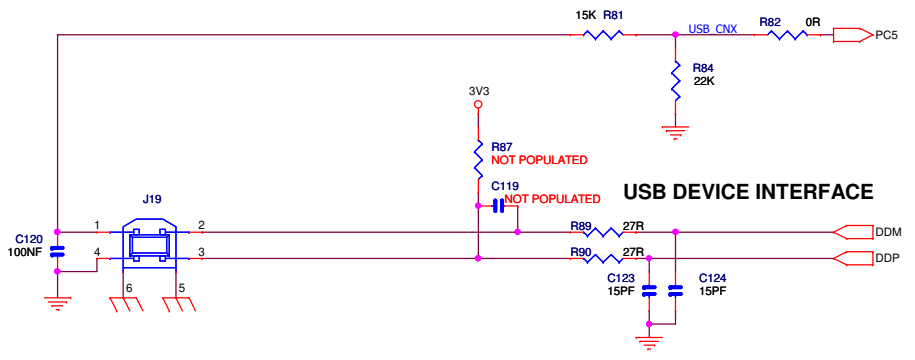 15K R81
USB_CNX
R82
0R
PC5
R84
22K
3V3
R87
NOT POPULATED
C119
NOT POPULATED
USB DEVICE INTERFACE
J19
1
2
R89
27R
DDM
C120
100NF
4
3
R90
27R
DDP
C123
15PF
C124
15PF
6
5